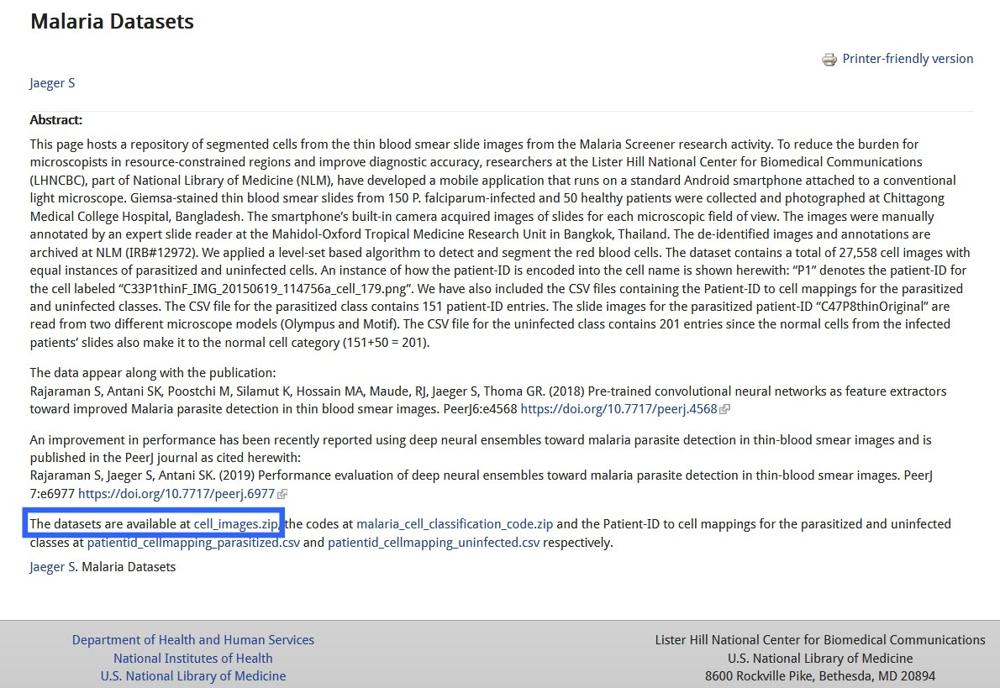 Malaria Datasets
Printer-friendly version
Jaeger S
Abstract:
This page hosts a repository of segmented cells from the thin blood smear slide images from the Malaria Screener research activity. To reduce the burden for
microscopists in resource-constrained regions and improve diagnostic accuracy, researchers at the Lister Hill National Center for Biomedical Communications
(LHNCBC), part of National Library of Medicine (NLM), have developed a mobile application that runs on a standard Android smartphone attached to a conventional
light microscope. Giemsa-stained thin blood smear slides from 150 P. falciparum-infected and 50 healthy patients were collected and photographed at Chittagong
Medical College Hospital, Bangladesh. The smartphone’s built-in camera acquired images of slides for each microscopic field of view. The images were manually
annotated by an expert slide reader at the Mahidol-Oxford Tropical Medicine Research Unit in Bangkok, Thailand. The de-identified images and annotations are
archived at NLM (IRB#12972). We applied a level-set based algorithm to detect and segment the red blood cells. The dataset contains a total of 27,558 cell images with
equal instances of parasitized and uninfected cells. An instance of how the patient-ID is encoded into the cell name is shown herewith: “P1” denotes the patient-ID for
the cell labeled “C33P1thinF_IMG_20150619_114756a_cell_179.png”. We have also included the CSV files containing the Patient-ID to cell mappings for the parasitized
and uninfected classes. The CSV file for the parasitized class contains 151 patient-ID entries. The slide images for the parasitized patient-ID “C47P8thinOriginal” are
read from two different microscope models (Olympus and Motif). The CSV file for the uninfected class contains 201 entries since the normal cells from the infected
patients’ slides also make it to the normal cell category (151+50 = 201).
The data appear along with the publication:
Rajaraman S, Antani SK, Poostchi M, Silamut K, Hossain MA, Maude, RJ, Jaeger S, Thoma GR. (2018) Pre-trained convolutional neural networks as feature extractors
toward improved Malaria parasite detection in thin blood smear images. PeerJ6:e4568 https://doi.org/10.7717/peerj.4568
An improvement in performance has been recently reported using deep neural ensembles toward malaria parasite detection in thin-blood smear images and is
published in the PeerJ journal as cited herewith:
Rajaraman S, Jaeger S, Antani SK. (2019) Performance evaluation of deep neural ensembles toward malaria parasite detection in thin-blood smear images. PeerJ
7:e6977 https://doi.org/10.7717/peerj.6977
The datasets are available at cell_images.zip, the codes at malaria_cell_classification_code.zip and the Patient-ID to cell mappings for the parasitized and uninfected
classes at patientid_cellmapping_parasitized.csv and patientid_cellmapping_uninfected.csv respectively.
Jaeger S. Malaria Datasets
Department of Health and Human Services
National Institutes of Health
U.S. National Library of Medicine
Lister Hill National Center for Biomedical Communications
U.S. National Library of Medicine
8600 Rockville Pike, Bethesda, MD 20894